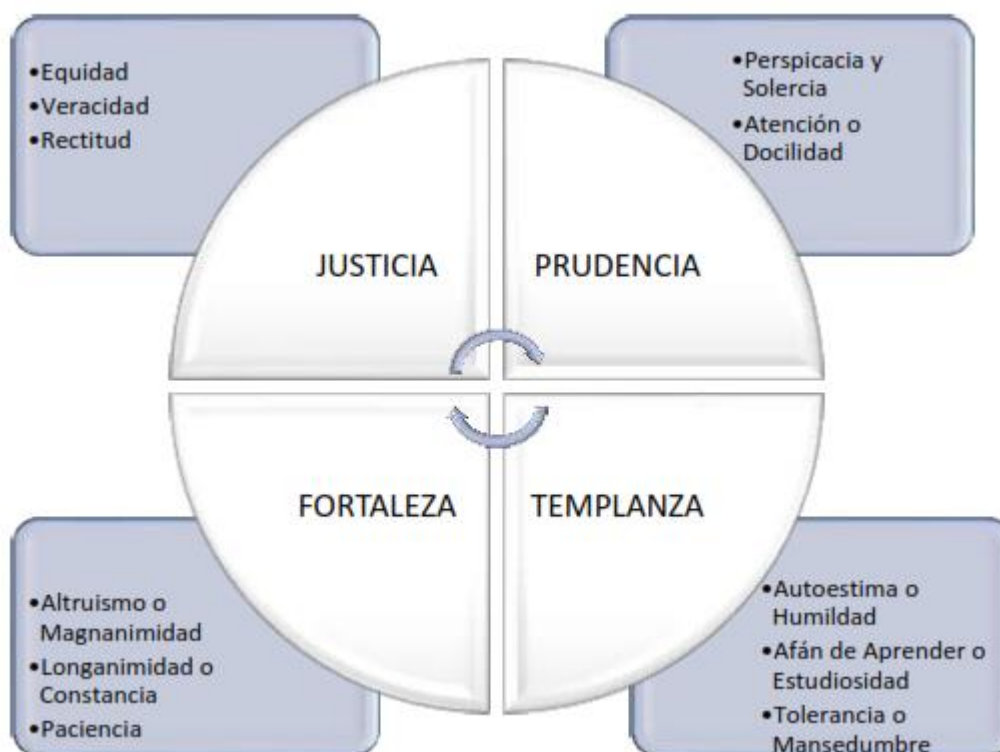 •Equidad
•Veracidad
•Rectitud
•Perspicacia y
Solercia
•Atención o
Docilidad
JUSTICIA
PRUDENCIA
FORTALEZA
TEMPLANZA
•Altruismo o
Magnanimidad
•Longanimidad o
Constancia
•Paciencia
•Autoestima o
Humildad
•Afán de Aprender o
Estudiosidad
•Tolerancia o
Mansedumbre